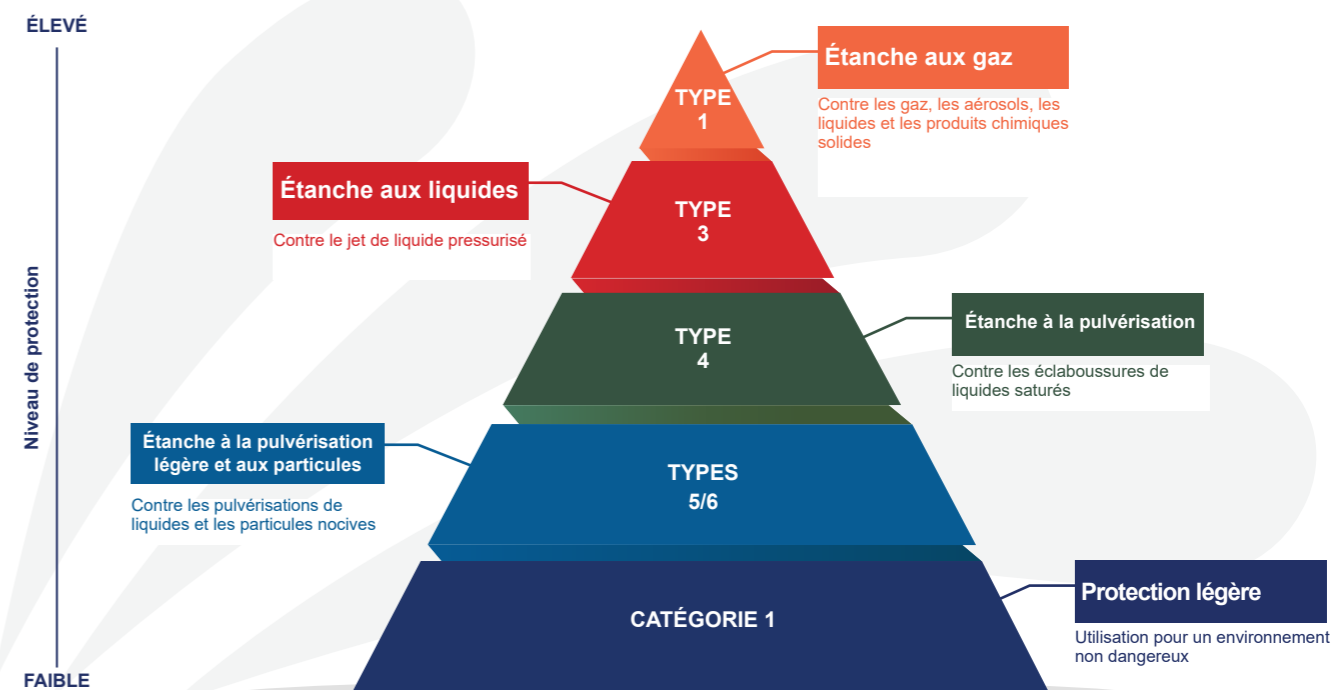 ÉLEVÉ
Niveau de protection
FAIBLE
TYPE
1
Étanche aux gaz
Contre les gaz, les aérosols, les
liquides et les produits chimiques
solides
Étanche aux liquides
Contre le jet de liquide pressurisé
TYPE
3
TYPE
4
Étanche à la pulvérisation
Contre les éclaboussures de
liquides saturés
Étanche à la pulvérisation
légère et aux particules
Contre les pulvérisations de
liquides et les particules nocives
TYPES
5/6
CATÉGORIE 1
Protection légère
Utilisation pour un environnement
non dangereux